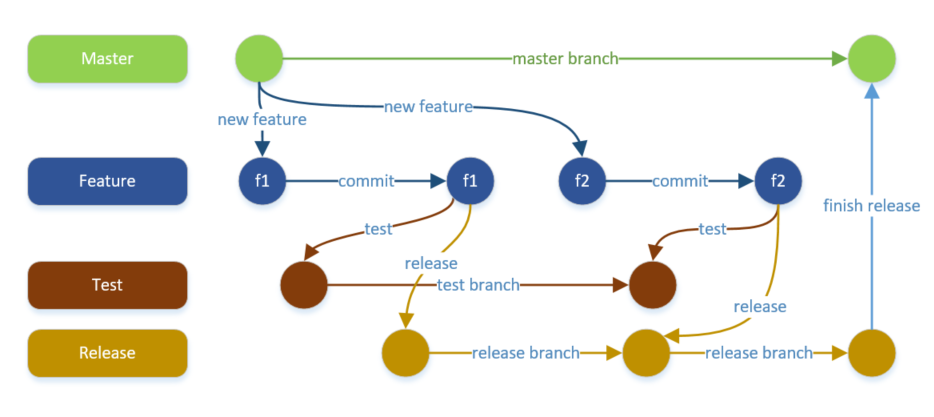 Master
master branch
new feature
new feature
Feature
f1
commit
f1
f2
commit
f2
finish release
test
test
release
Test
test branch
release
Release
release branch
release branch